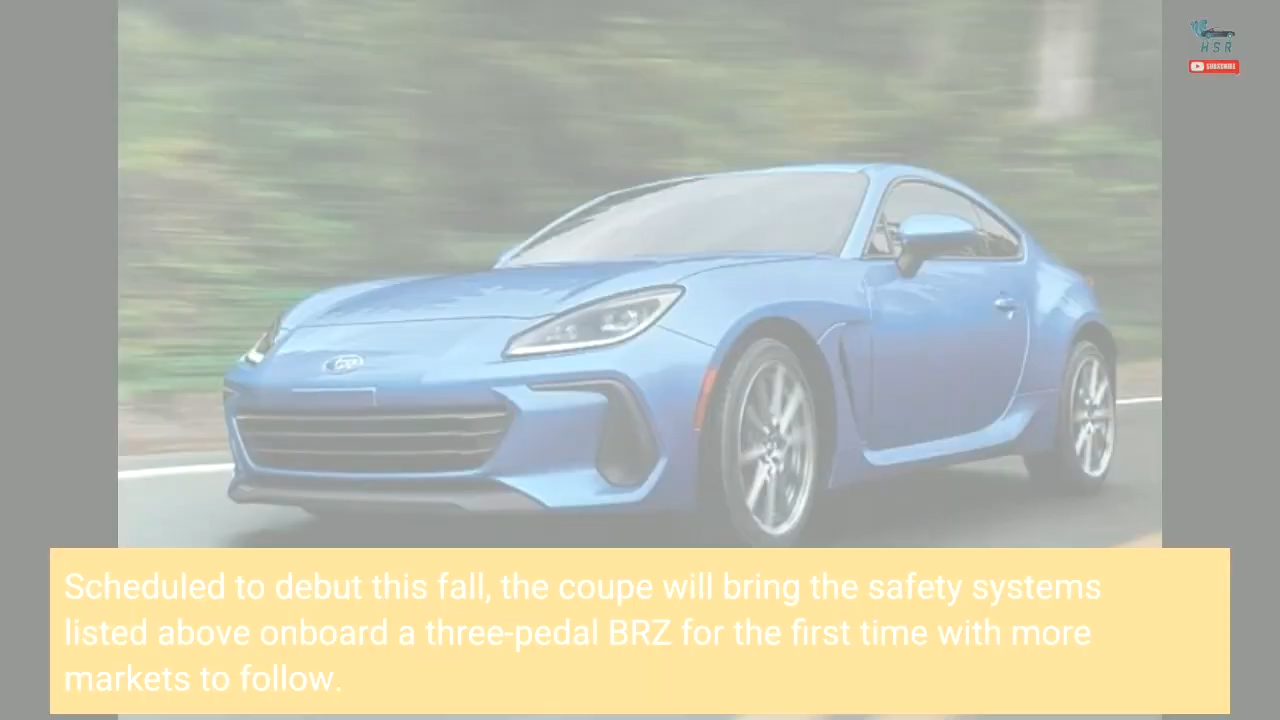 HSR
SUBSCRIBE
Scheduled to debut this fall, the coupe will bring the safety systems
listed above onboard a three-pedal BRZ for the first time with more
markets to follow.